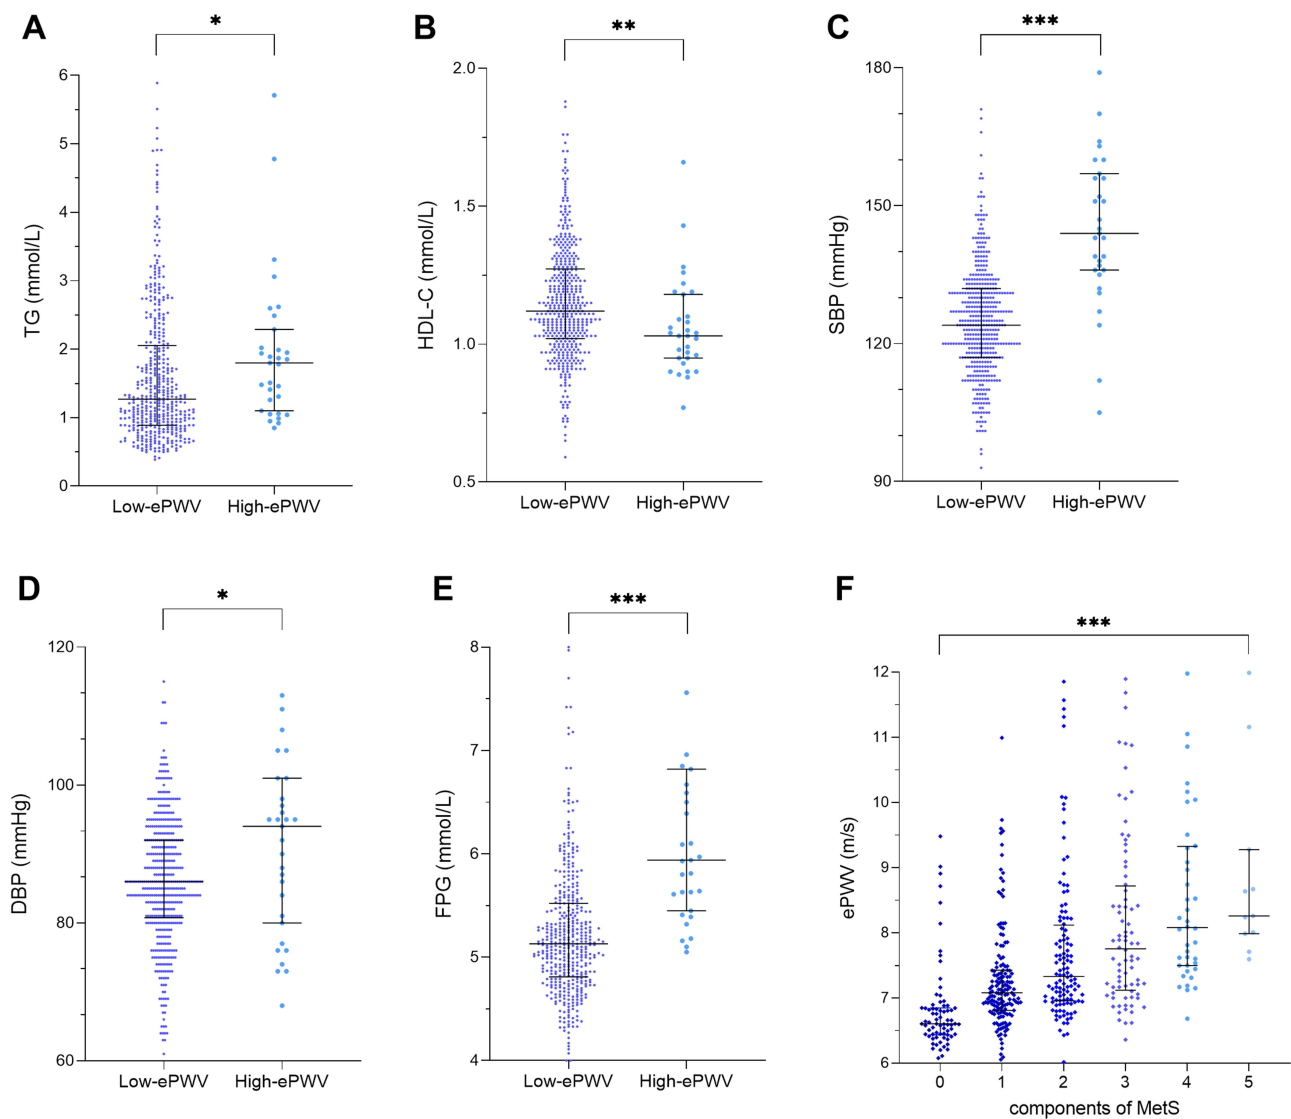 A
*
TG (mmol/L)
6
5
4
3
2
1
0
Low-ePWV High-ePWV
B
**
HDL-C (mmol/L)
2.0
1.5
1.0
0.5
Low-ePWV High-ePWV
C
***
SBP (mmHg)
180
150
120
90
Low-ePWV High-ePWV
D
*
DBP (mmHg)
120
100
80
60
Low-ePWV High-ePWV
E
***
FPG (mmol/L)
8
7
6
5
4
Low-ePWV High-ePWV
F
***
ePWV (m/s)
12
11
10
9
8
7
6
0 1 2 3 4 5
components of MetS